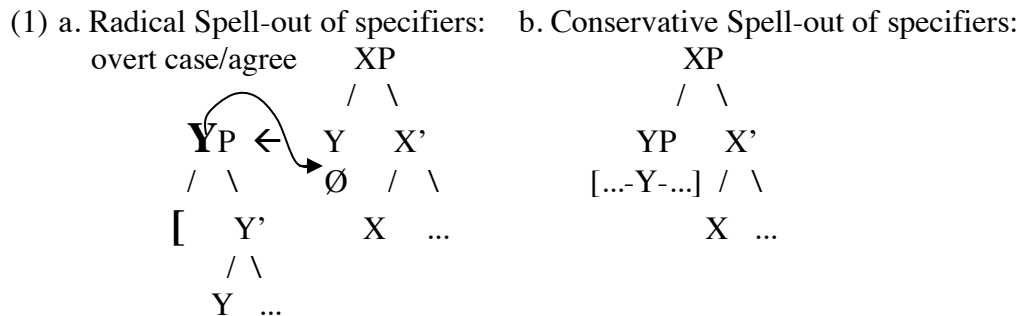 (1) a. Radical Spell-out of specifiers: b. Conservative Spell-out of specifiers:
overt case/agree XP XP
/ \ / \
YP ← Y X’ YP X’
/ \ Ø / \ [...-Y-...] / \
[ Y’ X ... X ...
/ \
Y ...